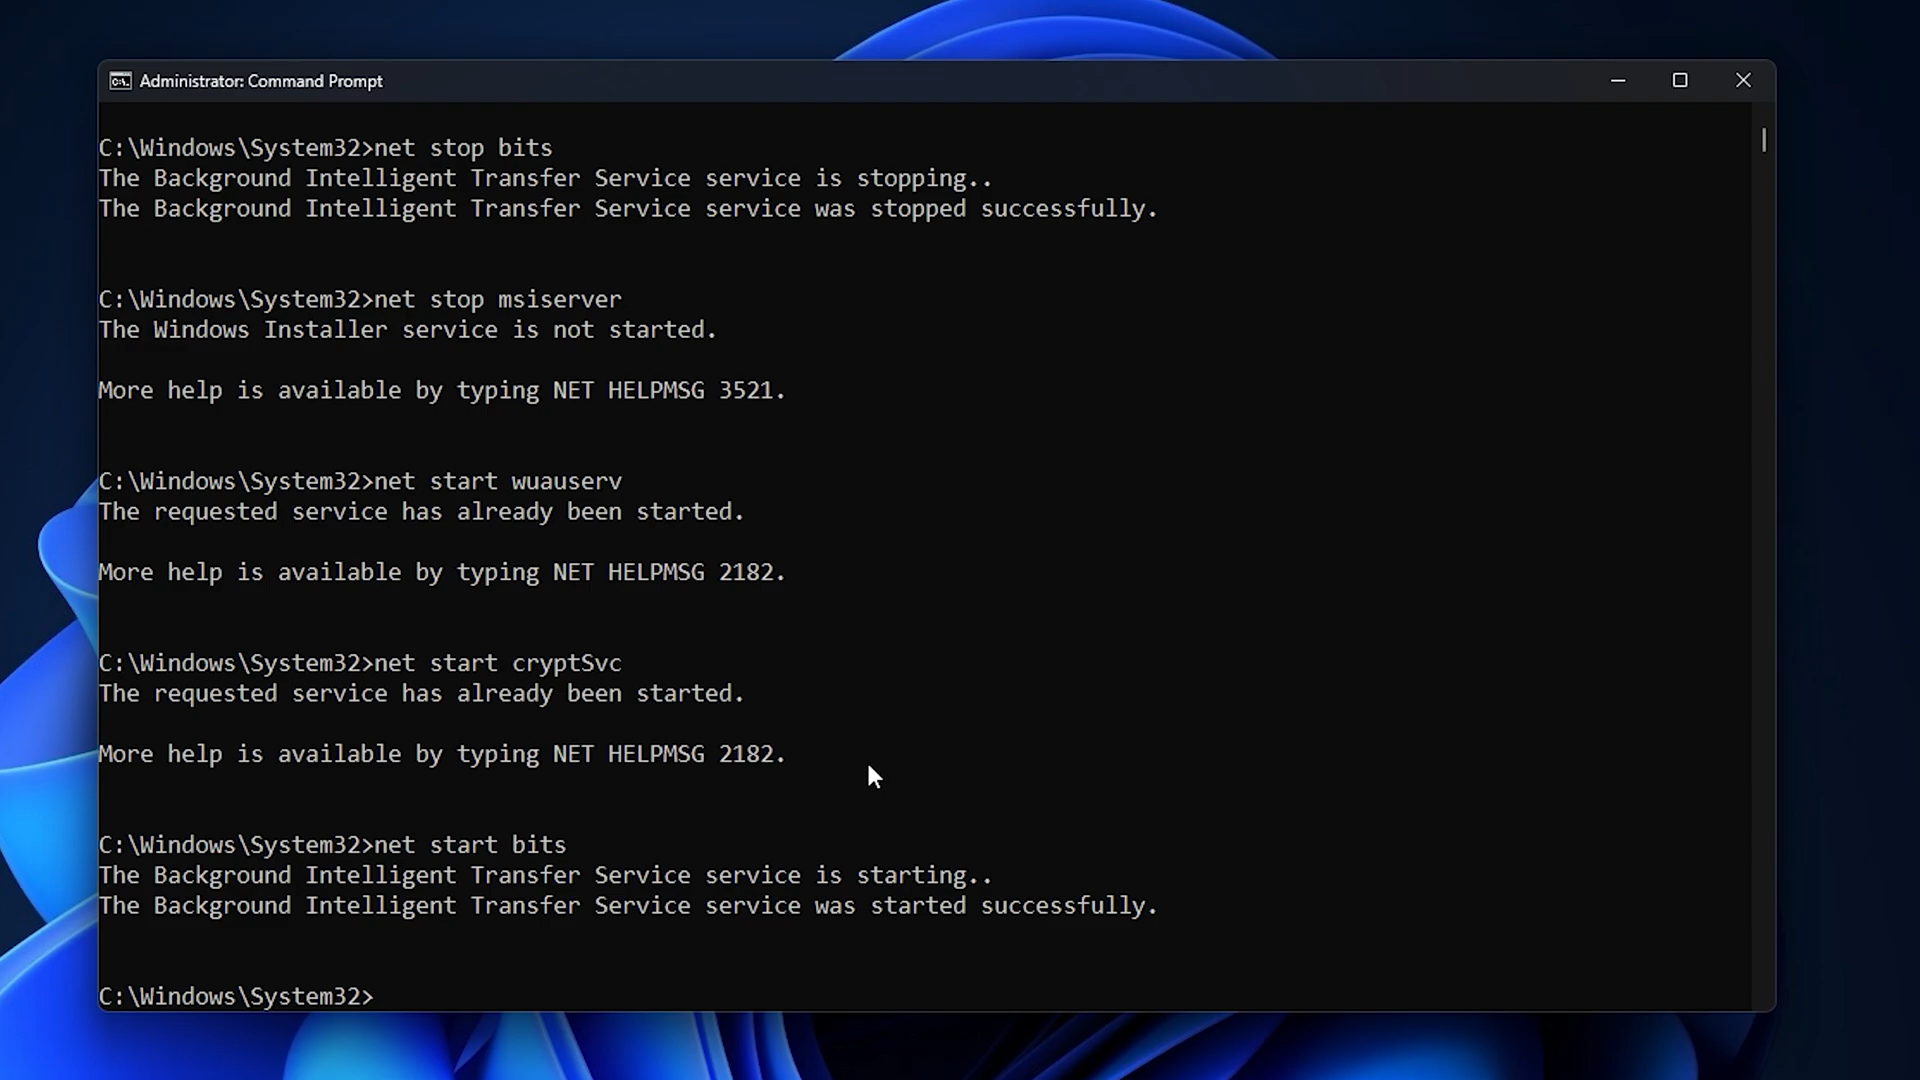 Administrator: Command Prompt
C:\Windows\System32>net stop bits
The Background Intelligent Transfer Service service is stopping..
The Background Intelligent Transfer Service service was stopped successfully.
C:\Windows\System32>net stop msiserver
The Windows Installer service is not started.
More help is available by typing NET HELPMSG 3521.
C:\Windows\System32>net start wuauserv
The requested service has already been started.
More help is available by typing NET HELPMSG 2182.
C:\Windows\System32>net start cryptSvc
The requested service has already been started.
More help is available by typing NET HELPMSG 2182.
C:\Windows\System32>net start bits
The Background Intelligent Transfer Service service is starting..
The Background Intelligent Transfer Service service was started successfully.
C:\Windows\System32>